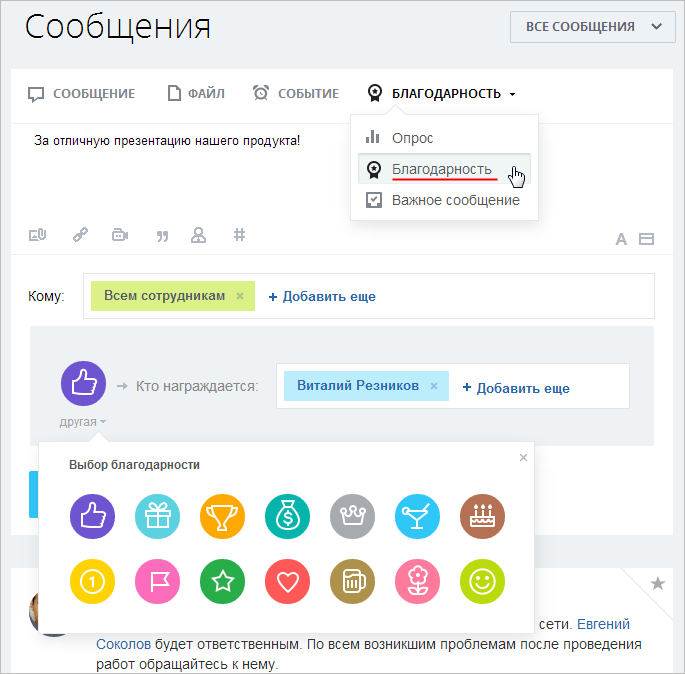 Сообщения
ВСЕ СООБЩЕНИЯ
СООБЩЕНИЕ ФАЙЛ СОБЫТИЕ БЛАГОДАРНОСТЬ
За отличную презентацию нашего продукта!
Опрос
Благодарность
Важное сообщение
A
Кому: Всем сотрудникам × + Добавить еще
Кто награждается: Виталий Резников × + Добавить еще
другая
Выбор благодарности ×
$
1
сети. Евгений
Соколов будет ответственным. По всем возникшим проблемам после проведения
работ обращайтесь к нему.